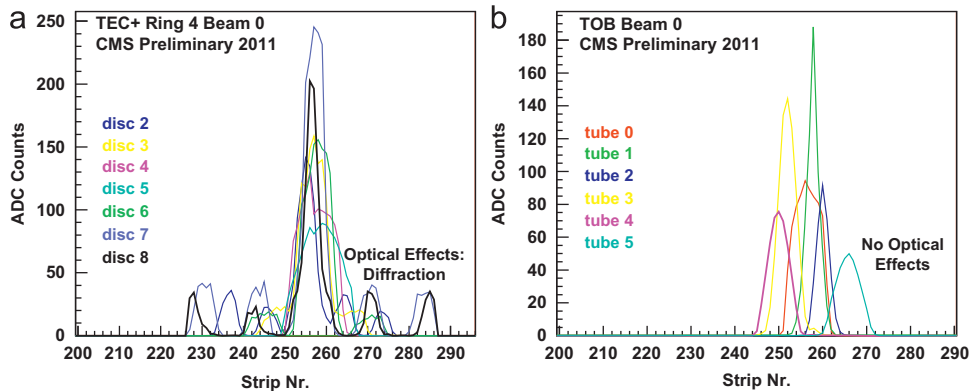 a
TEC+ Ring 4 Beam 0
CMS Preliminary 2011
250
200
150
100
50
0
ADC Counts
disc 2
disc 3
disc 4
disc 5
disc 6
disc 7
disc 8
Optical Effects:
Diffraction
200 210 220 230 240 250 260 270 280 290
Strip Nr.
b
TOB Beam 0
CMS Preliminary 2011
180
160
140
120
100
80
60
40
20
0
ADC Counts
tube 0
tube 1
tube 2
tube 3
tube 4
tube 5
No Optical
Effects
200 210 220 230 240 250 260 270 280 290
Strip Nr.